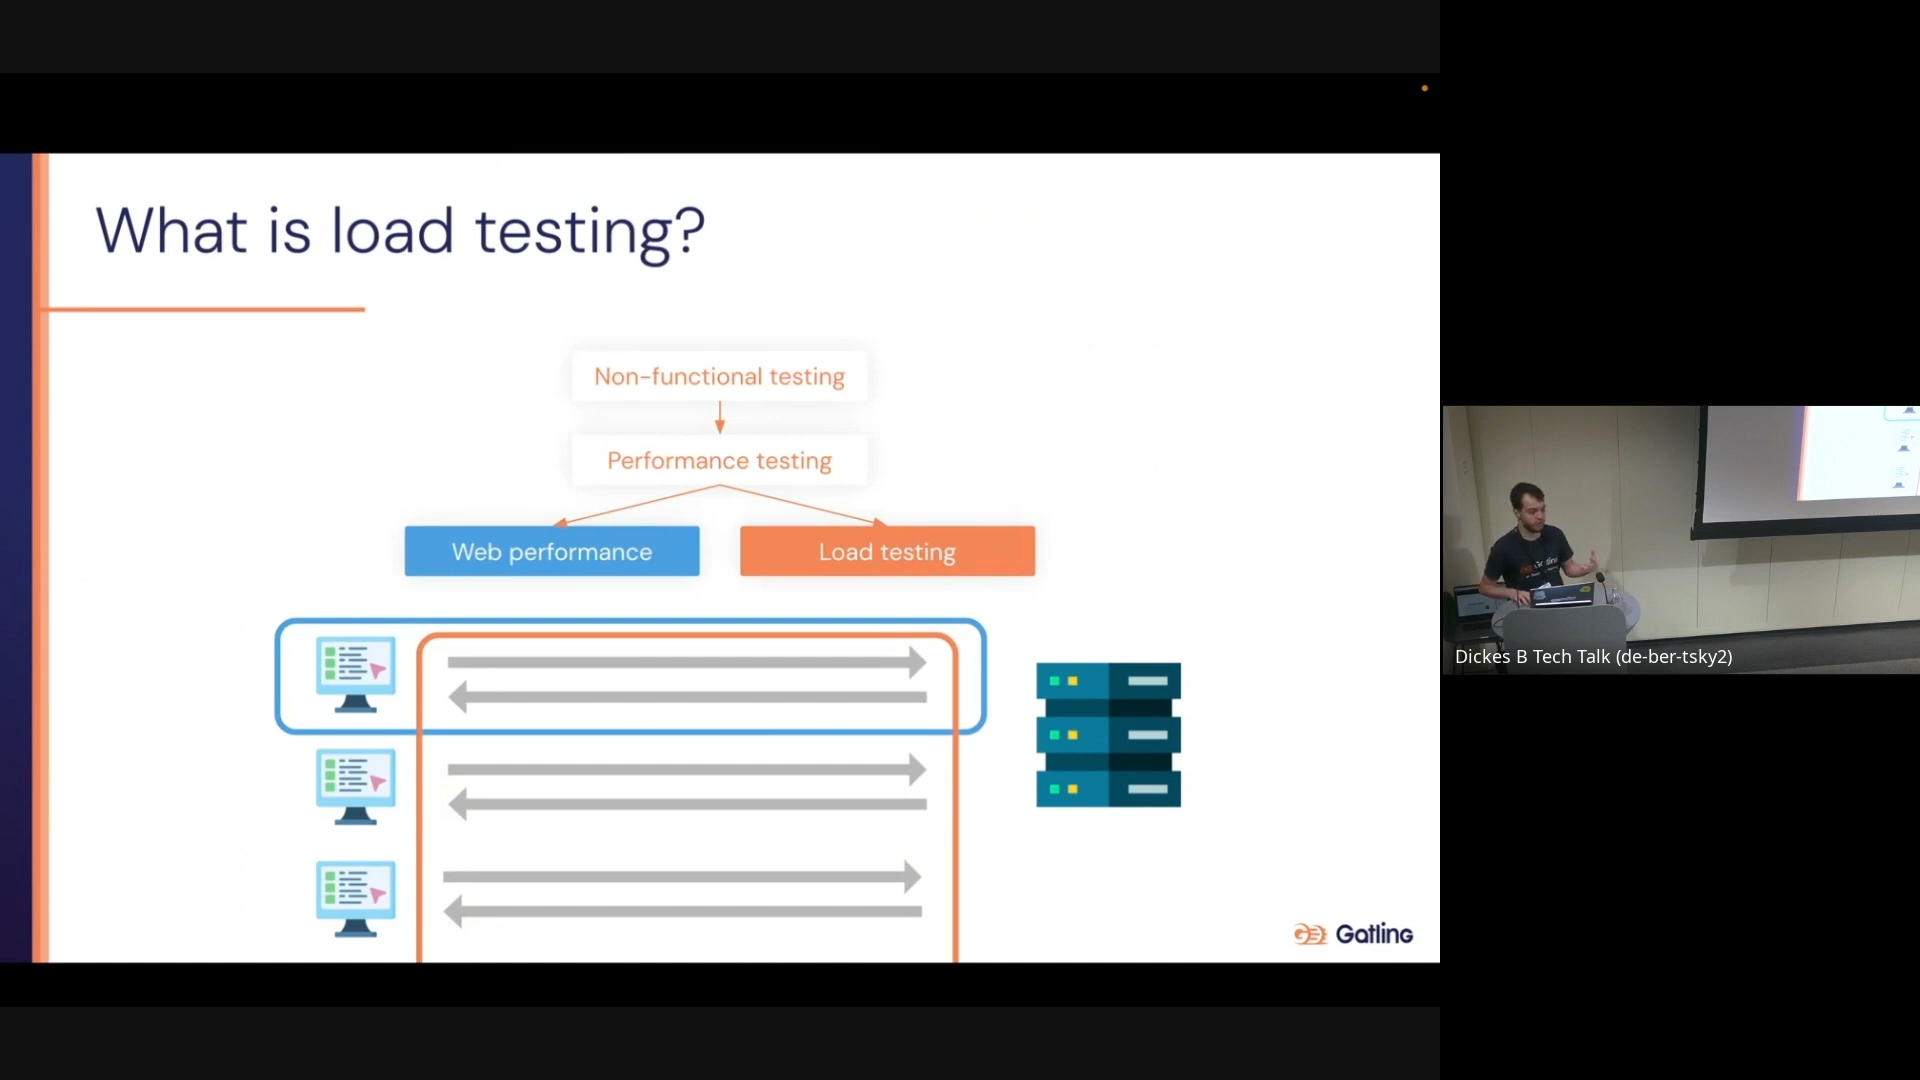 What is load testing?
Non-functional testing
Performance testing
Web performance
Load testing
Gatling
Dickes B Tech Talk (de-ber-tsky2)